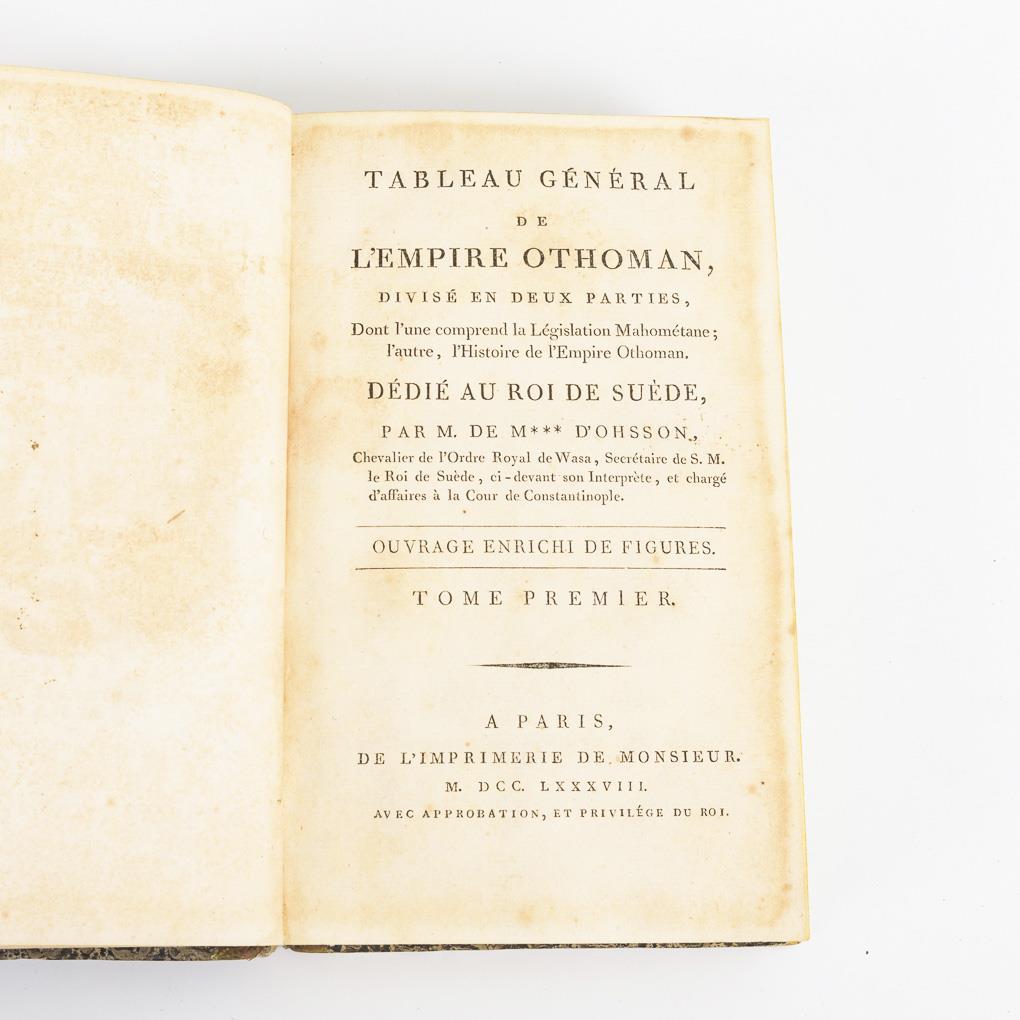 TABLEAU GÉNÉRAL
DE
L'EMPIRE OTHOMAN,
DIVISÉ EN DEUX PARTIES,
Dont l'une comprend la Législation Mahométane;
l'autre, l'Histoire de l'Empire Othoman.
DÉDIÉ AU ROI DE SUÈDE,
PAR M. DE M*** D'OHSSON,
Chevalier de l'Ordre Royal de Wasa, Secrétaire de S. M.
le Roi de Suède, ci-devant son Interprète, et chargé
d'affaires à la Cour de Constantinople.
OUVRAGE ENRICHI DE FIGURES.
TOME PREMIER.
A PARIS,
DE L'IMPRIMERIE DE MONSIEUR.
M. DCC. LXXXVIII.
AVEC APPROBATION, ET PRIVILÉGE DU ROI.